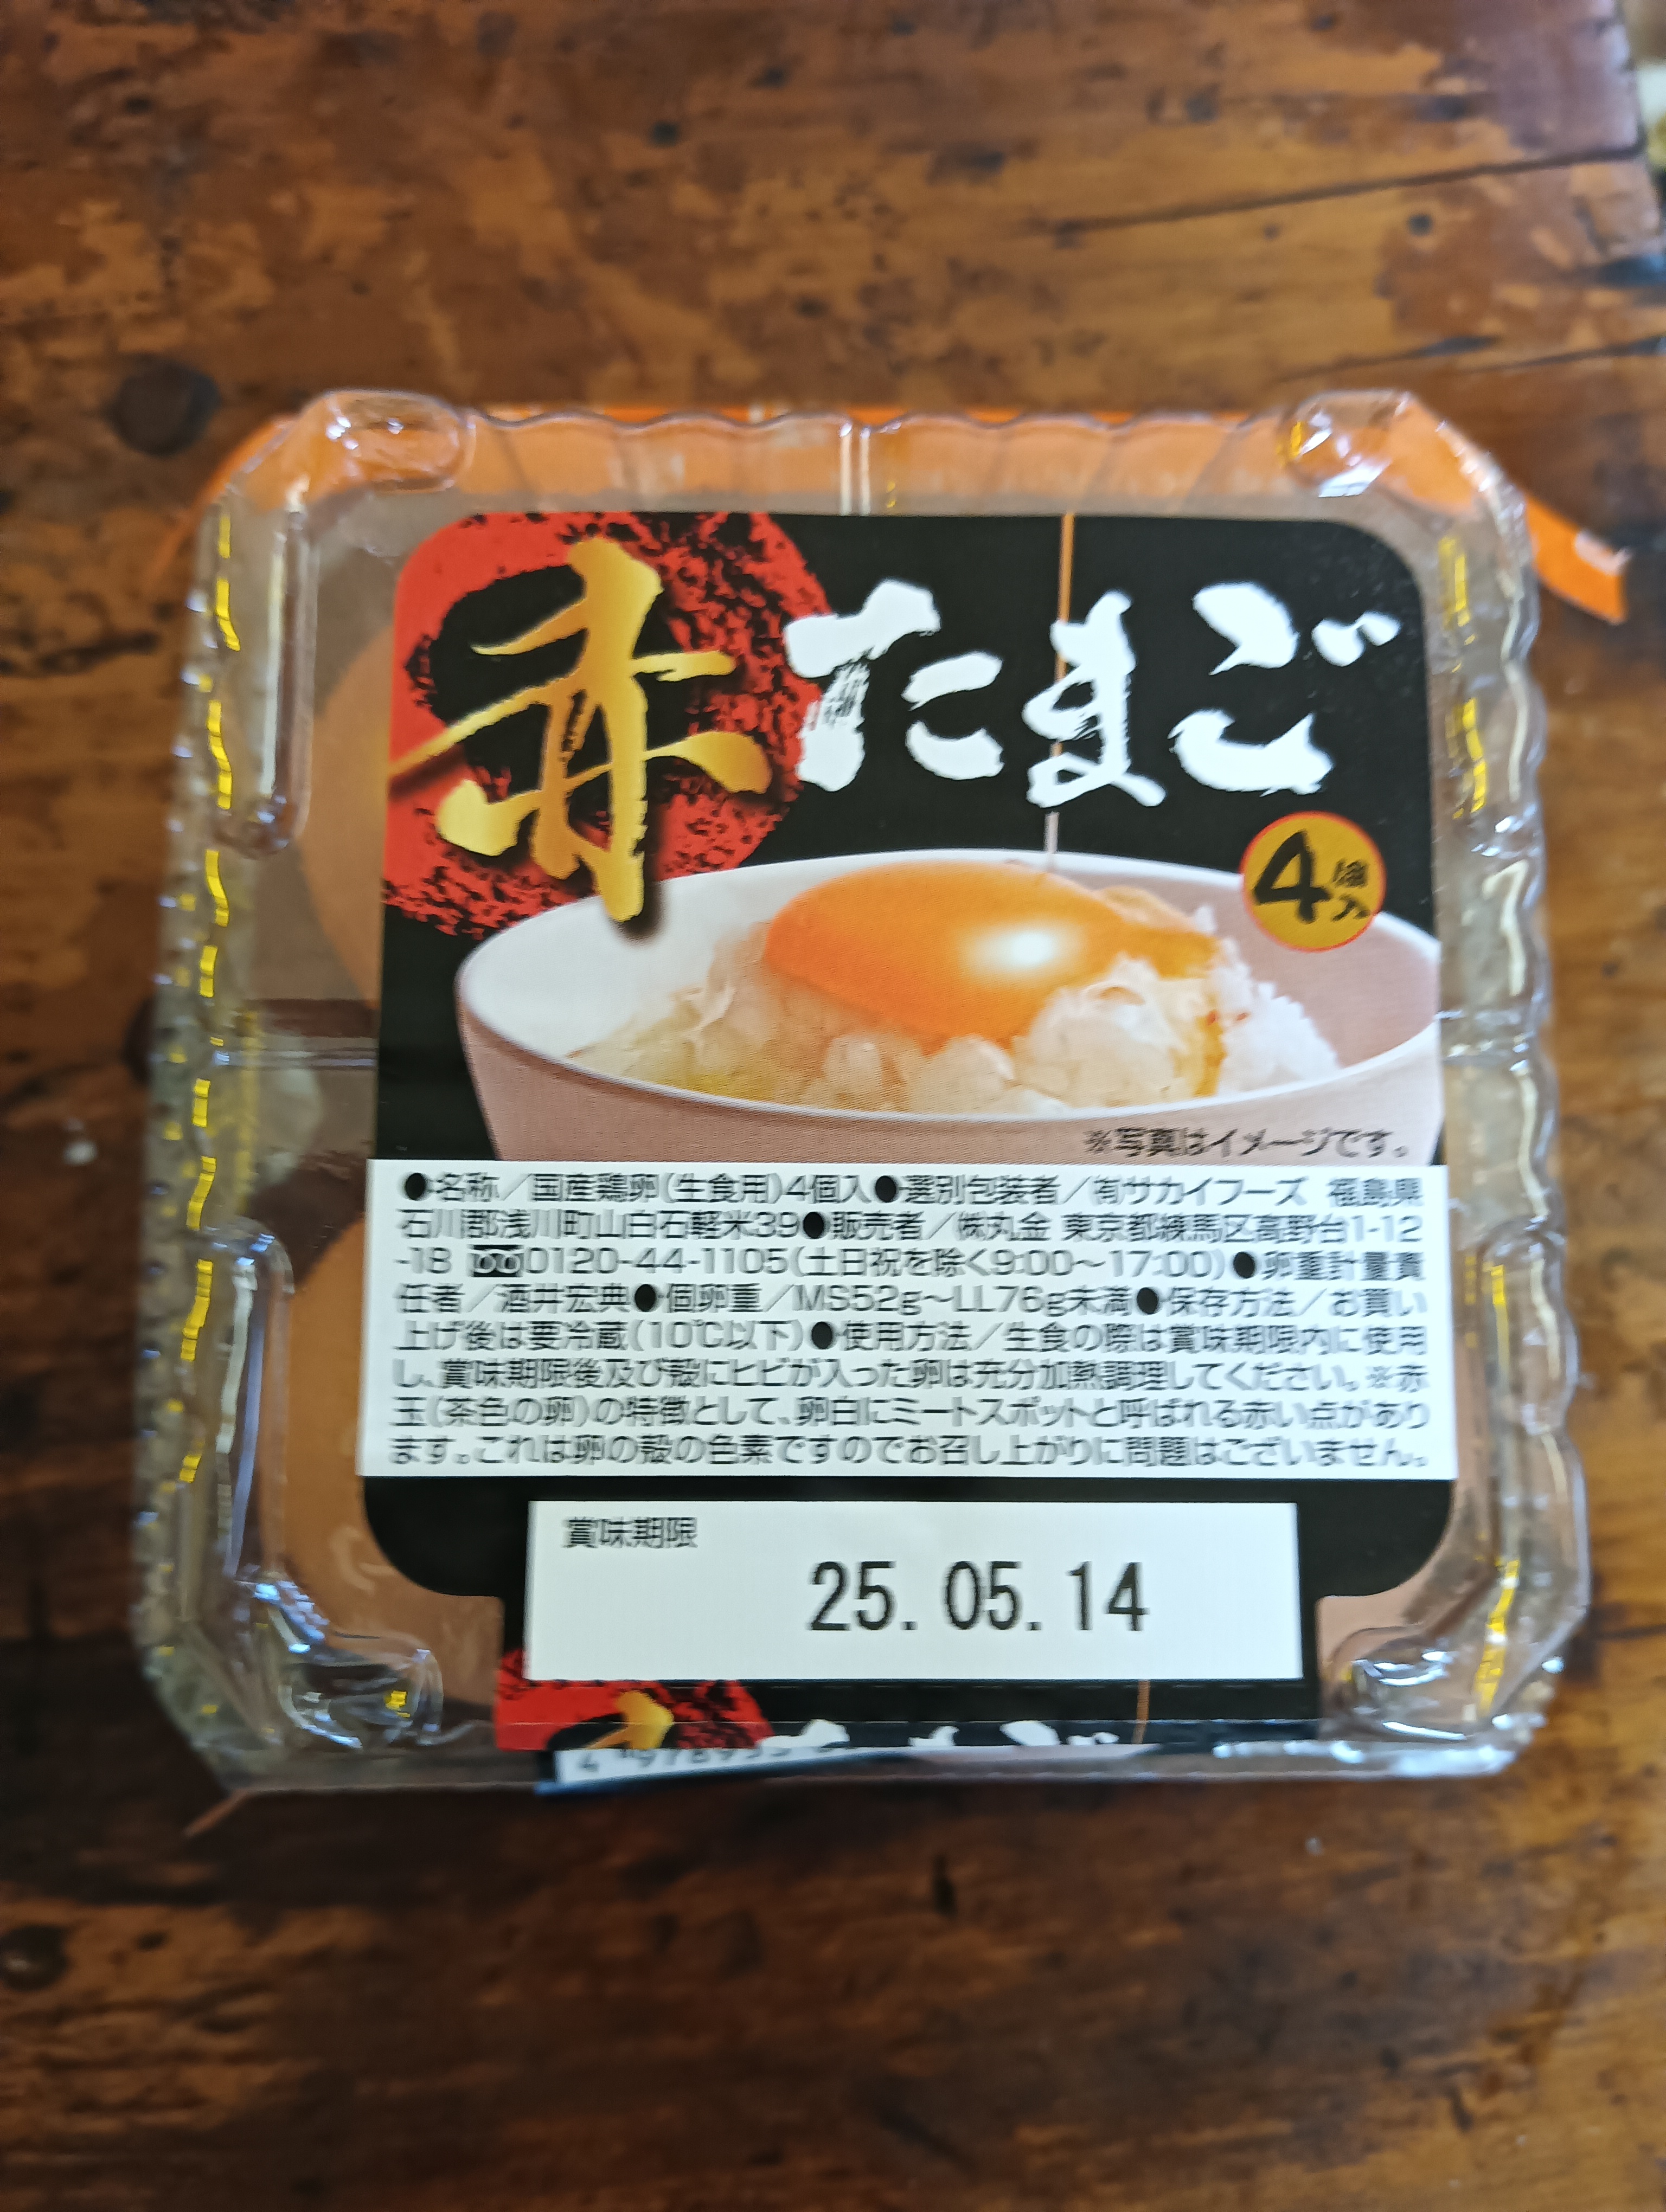 赤たまご
4個入
※写真はイメージです。
●名称／国産鶏卵(生食用)4個入●選別包装者／㈲サカイフーズ 福島県
石川郡浅川町山白石軽米39●販売者／㈱丸金 東京都練馬区高野台1-12
-18 0120-44-1105(土日祝を除く9:00〜17:00)●卵重計量責
任者／酒井宏典●個卵重／MS52g〜LL76g未満●保存方法／お買い
上げ後は要冷蔵(10℃以下)●使用方法／生食の際は賞味期限内に使用
し、賞味期限後及び殻にヒビが入った卵は充分加熱調理してください。※赤
玉(茶色の卵)の特徴として、卵白にミートスポットと呼ばれる赤い点があり
ます。これは卵の殻の色素ですのでお召し上がりに問題はございません。
賞味期限
25.05.14